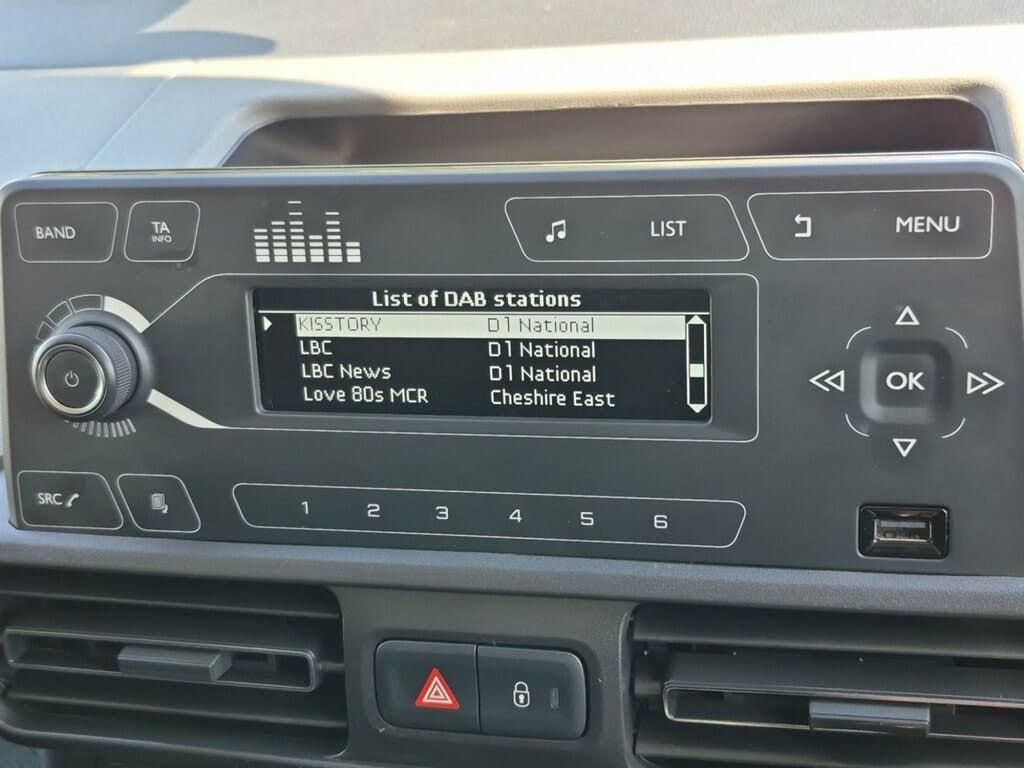 BAND
TA
INFO
LIST
MENU
List of DAB stations
KISSTORY D1 National
LBC D1 National
LBC News D1 National
Love 80s MCR Cheshire East
OK
SRC
1 2 3 4 5 6